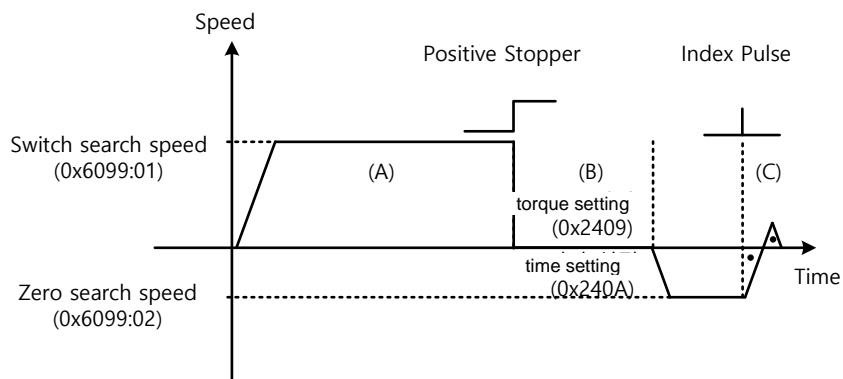 Speed
Positive Stopper
Index Pulse
Switch search speed
(0x6099:01)
(A)
(B)
(C)
torque setting
(0x2409)
time setting
(0x240A)
Time
Zero search speed
(0x6099:02)